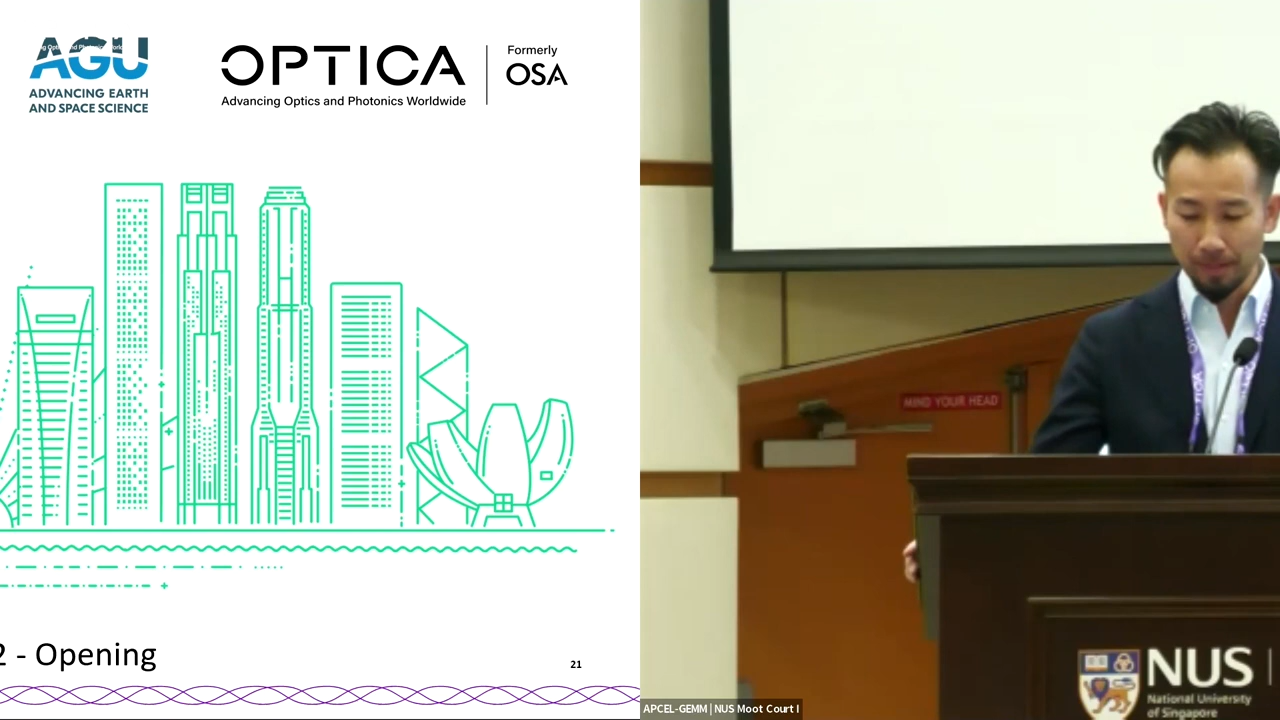 AGU
ADVANCING EARTH
AND SPACE SCIENCE
OPTICA
Advancing Optics and Photonics Worldwide
Formerly
OSA
2 - Opening
21
MIND YOUR HEAD
OPTICA
NUS
National University
of Singapore
APCEL-GEMM | NUS Moot Court I